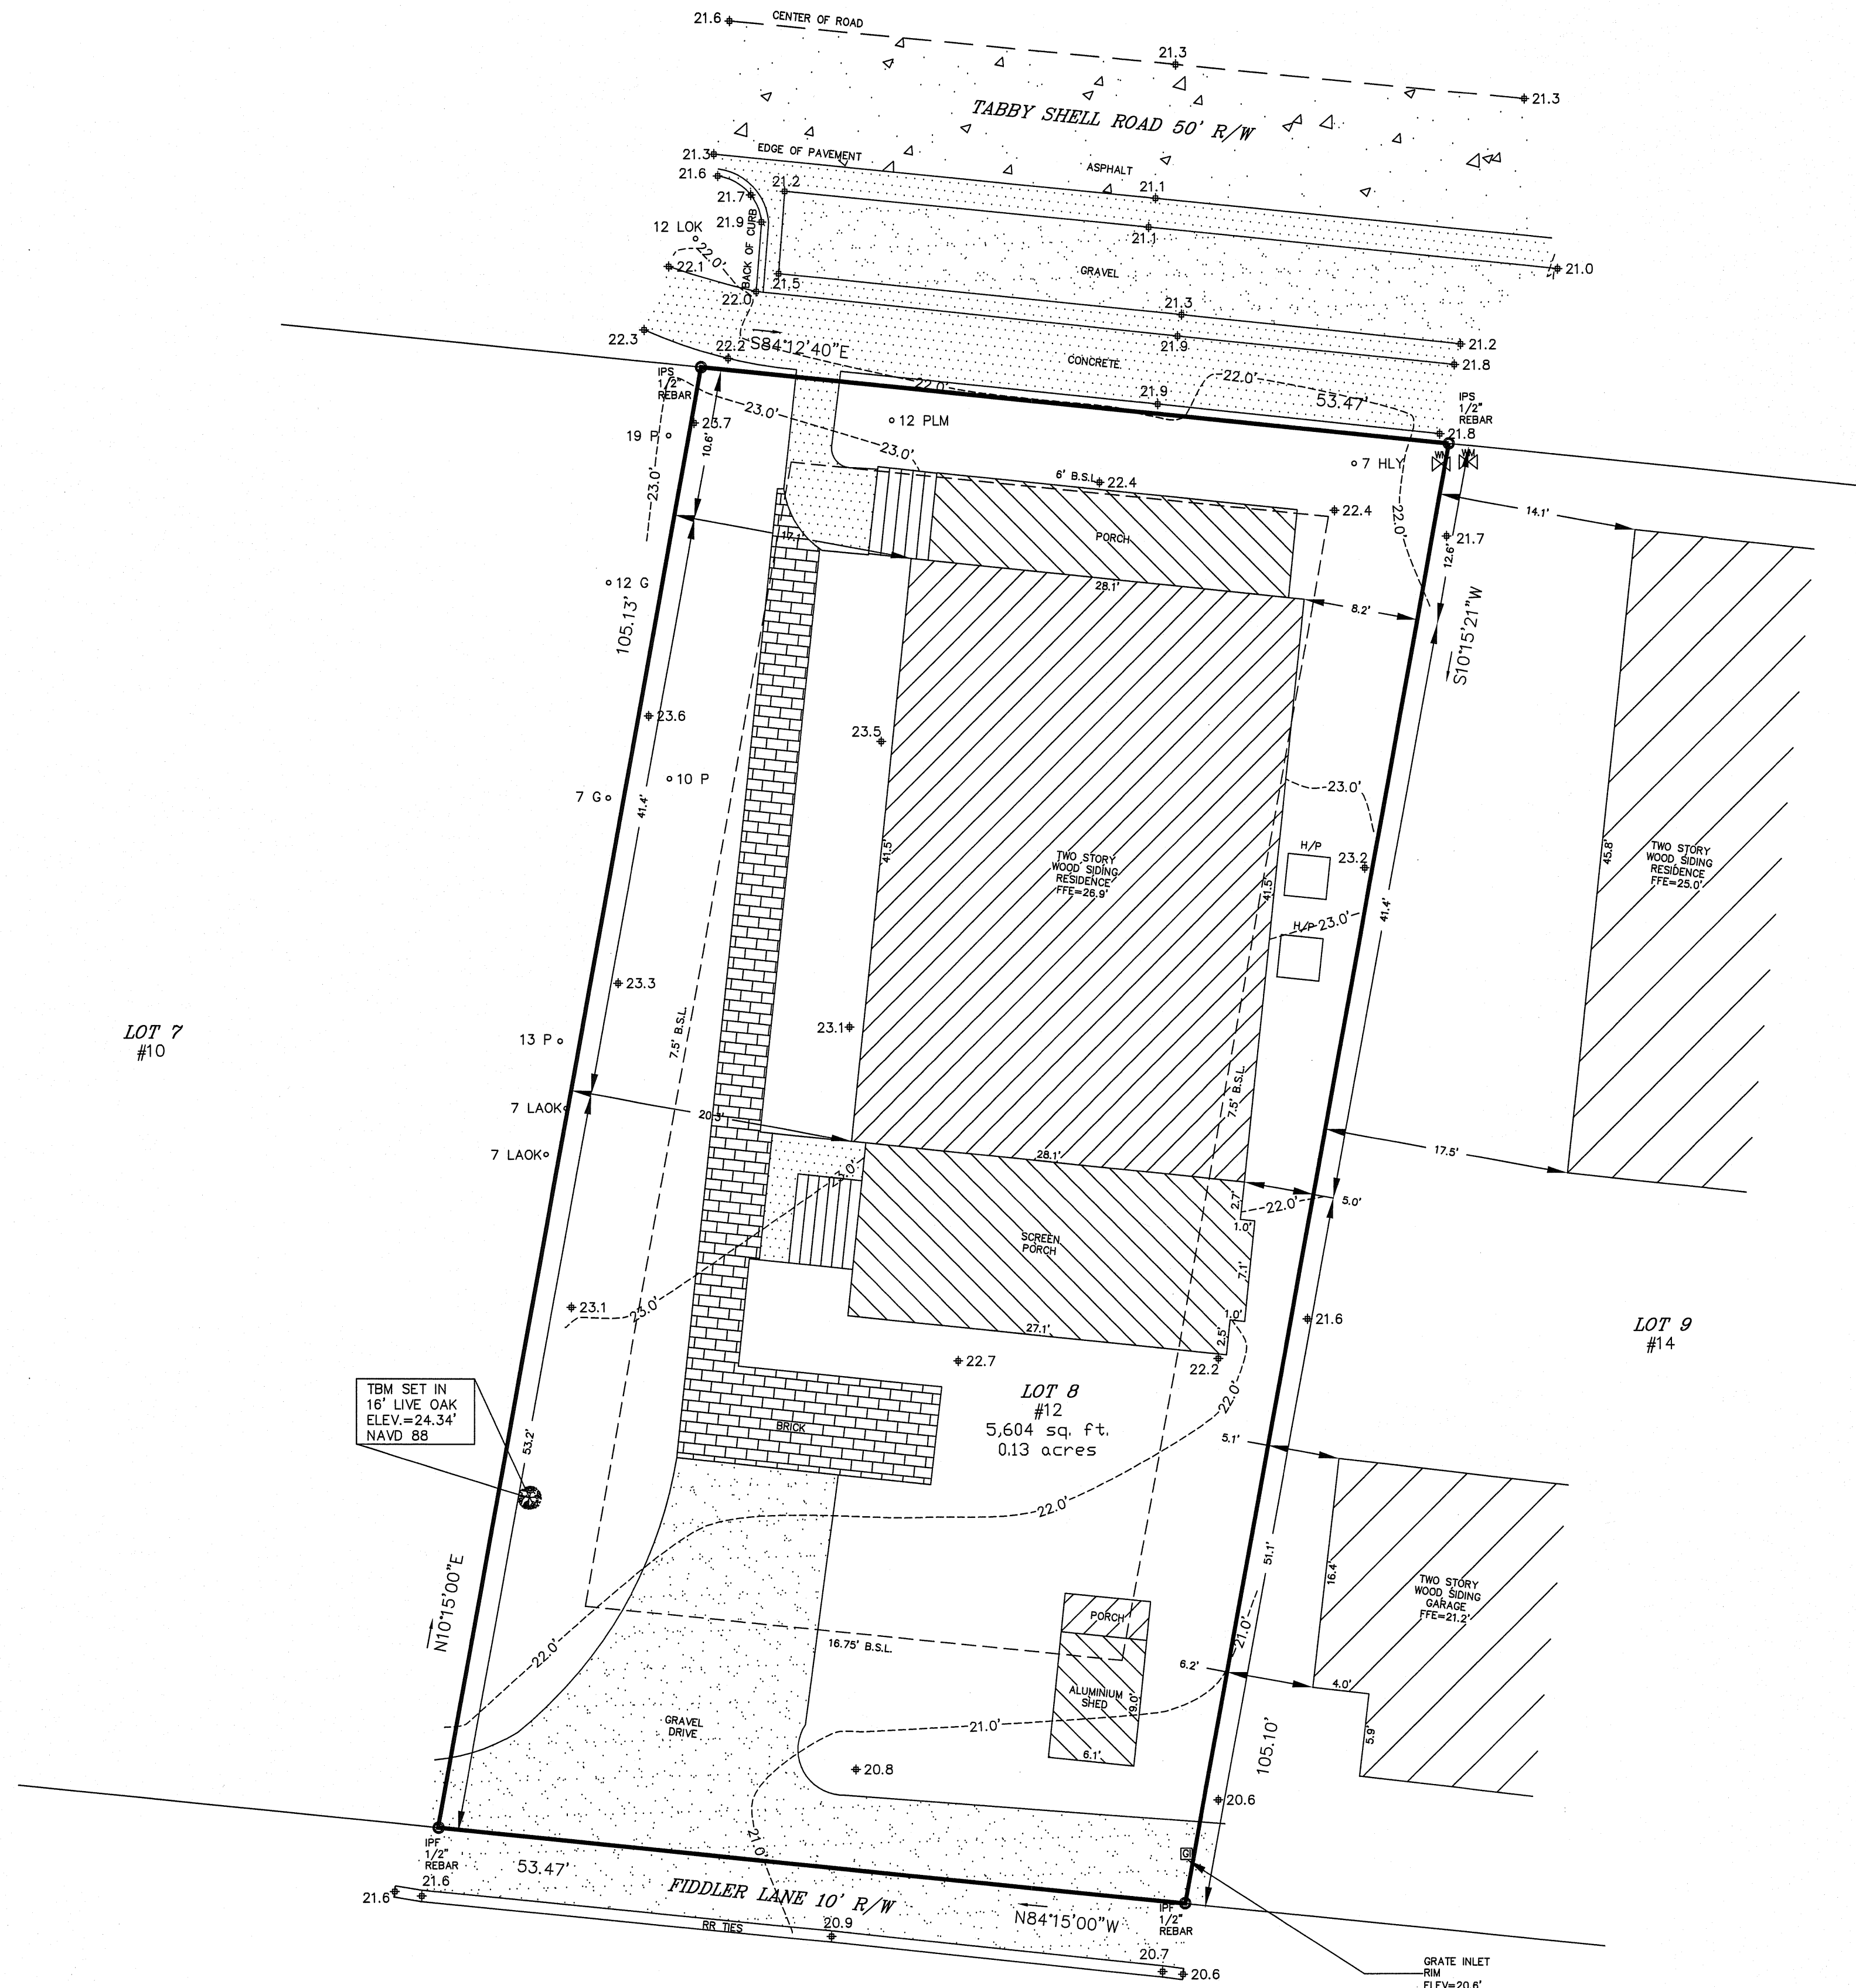 21.6
CENTER OF ROAD
21.3
21.3
TABBY SHELL ROAD 50' R/W
21.3
EDGE OF PAVEMENT
ASPHALT
21.6
21.2
21.1
21.7
12 LOK
21.9
BACK OF CURB
21.1
22.0'
22.1
GRAVEL
21.0
21.5
22.0
21.3
22.3
22.2
S84°12'40"E
21.9
21.2
CONCRETE
21.8
IPS
1/2"
REBAR
22.0'
22.0'
21.9
53.47'
IPS
1/2"
REBAR
23.0'
23.7
12 PLM
21.8
19 P
10.6'
23.0'
7 HLY
WM
WM
23.0'
6' B.S.L.
22.4
22.4
22.0'
14.1'
17.1'
PORCH
21.7
12.6'
12 G
28.1'
8.2'
105.13'
S10°15'21"W
23.6
23.5
10 P
7 G
41.4'
23.0'
41.5'
TWO STORY
WOOD SIDING
RESIDENCE
FFE=26.9'
H/P
23.2
45.8'
TWO STORY
WOOD SIDING
RESIDENCE
FFE=25.0'
41.5'
41.4'
H/P
23.0'
23.3
23.1
LOT 7
#10
13 P
7.5' B.S.L.
7.5' B.S.L.
7 LAOK
20.3'
7 LAOK
28.1'
17.5'
23.0'
2.7'
22.0'
5.0'
1.0'
SCREEN
PORCH
7.1'
23.1
23.0'
1.0'
27.1'
2.5'
21.6
LOT 9
#14
22.7
22.2
TBM SET IN
16' LIVE OAK
ELEV.=24.34'
NAVD 88
LOT 8
#12
5,604 sq. ft.
0.13 acres
22.0'
BRICK
53.2'
5.1'
22.0'
51.1'
16.4'
TWO STORY
WOOD SIDING
GARAGE
FFE=21.2'
N10°15'00"E
22.0'
PORCH
21.0'
16.75' B.S.L.
6.2'
4.0'
ALUMINIUM
SHED
9.0'
GRAVEL
DRIVE
21.0'
105.10'
5.9'
6.1'
20.8
20.6
21.0'
GI
IPF
1/2"
REBAR
53.47'
21.6
21.6
FIDDLER LANE 10' R/W
N84°15'00"W
IPF
1/2"
REBAR
RR TIES
20.9
20.7
20.6
GRATE INLET
RIM
ELEV=20.6'